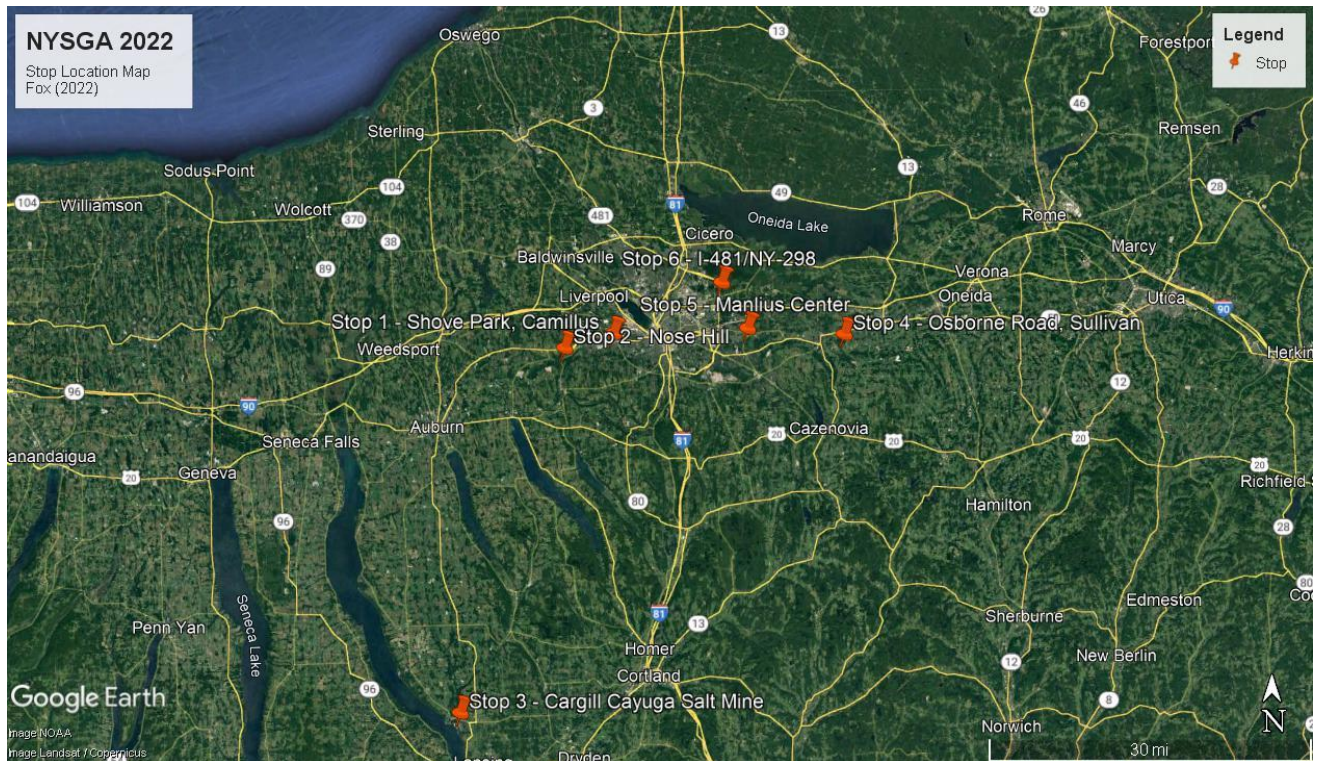 NYSGA 2022
Stop Location Map
Fox (2022)
Legend
Stop
26
Forestport
13
Oswego
3
46
Sterling
Remsen
13
Sodus Point
49
28
104
104
Williamson
Wolcott
370
481
81
Oneida Lake
Rome
38
Cicero
Marcy
Baldwinsville
Stop 6 - I-481/NY-298
89
Verona
Liverpool
Stop 5 - Manlius Center
Oneida
Utica
90
Stop 1 - Shove Park, Camillus
Stop 2 - Nose Hill
Stop 4 - Osborne Road, Sullivan
Weedsport
Herkin
96
90
12
Auburn
Cazenovia
20
20
20
Seneca Falls
81
anandaigua
20
Geneva
20
Richfield S
80
Hamilton
96
28
80
Co
Edmeston
Seneca Lake
81
13
Sherburne
Penn Yan
Homer
New Berlin
12
Cortland
96
Google Earth
Stop 3 - Cargill Cayuga Salt Mine
8
N
Norwich
Image NOAA
Image Landsat / Copernicus
30 mi